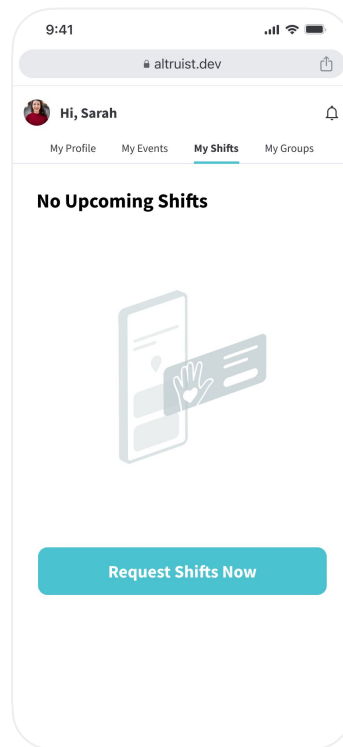 9:41
altruist.dev
Hi, Sarah
My Profile My Events My Shifts My Groups
No Upcoming Shifts
Request Shifts Now